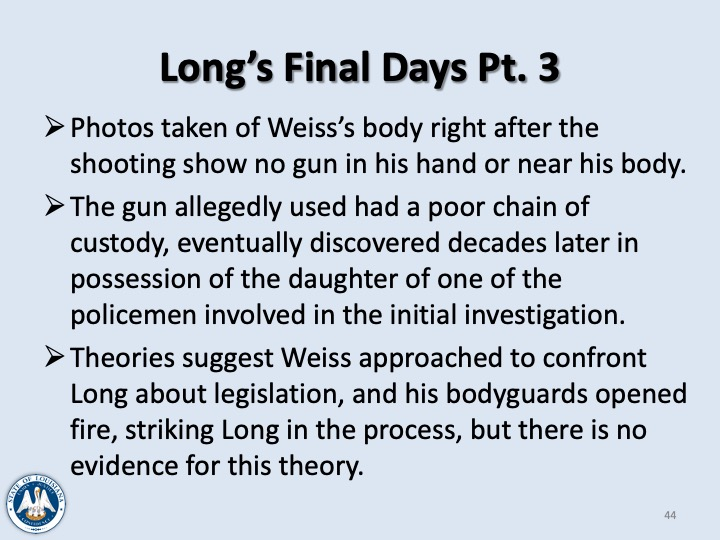 Long’s Final Days Pt. 3
➢Photos taken of Weiss’s body right after the
shooting show no gun in his hand or near his body.
➢The gun allegedly used had a poor chain of
custody, eventually discovered decades later in
possession of the daughter of one of the
policemen involved in the initial investigation.
➢Theories suggest Weiss approached to confront
Long about legislation, and his bodyguards opened
fire, striking Long in the process, but there is no
evidence for this theory.
STATE OF LOUISIANA
CONFIDENCE
44